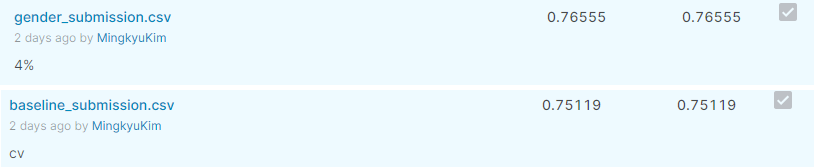 gender_submission.csv 0.76555 0.76555
2 days ago by MingkyuKim
4%
baseline_submission.csv 0.75119 0.75119
2 days ago by MingkyuKim
cv